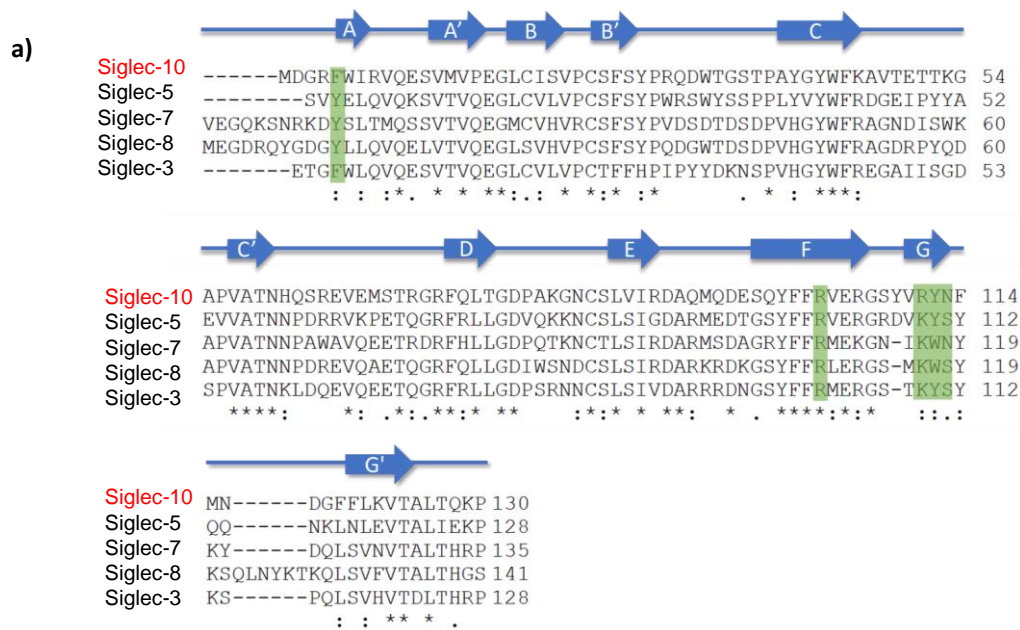 a)
A A' B B' C
Siglec-10 -------MDGRFWIRVQESVMVPEGLCISVPCSFSYPRQDWTGSTPAYGYWFKAVTETTKG 54
Siglec-5 ---------SVYELQVQKSVTVQEGLCVLVPCSFSYPWRSWYSSPPLYVYWFRDGEIPYYA 52
Siglec-7 VEGQKSNRKDYSLTMQSSVTVQEGMCVHVRCSFSYPVDSDTDSDPVHGYWFRAGNDISWK 60
Siglec-8 MEGDRQYGDGYLLQVQELVTVQEGLSVHVPCSFSYPQDGWTDSDPVHGYWFRAGDRPYQD 60
Siglec-3 -------ETGFWLQVQESVTVQEGLCVLVPCTFFHPIPYYDKNSPVHGYWFREGAIISGD 53
: :*. * * **:.: * *:* :* . * : ***:
C' D E F G
Siglec-10 APVATNHQSREVEMSTRGRFQLTGDPAKGNCSLVIRDAQMQDESQYFFRVERGSYVRYNF 114
Siglec-5 EVVATNNPDRRVKPETQGRFRLLGDVQKKNCSLSIGDARMEDTGSYFFRVERGRDVKYSY 112
Siglec-7 APVATNNPAWAVQEETRDRFHLLGDPQTKNCTLSIRDARMSDAGRYFFRMEKGN-IKWNY 119
Siglec-8 APVATNNPDREVQAETQGRFQLLGDIWSNDCSLSIRDARKRDKGSYFFRLERGS-MKWSY 119
Siglec-3 SPVATNKLDQEVQEETQGRFQLLGDPSRNNCSLSIVDARRRDNGSYFFRMERGS-TKYSY 112
****: *: .*:.**:* ** :*:* * **: * . ****:*:* ::.:
G'
Siglec-10 MN------DGFFLKVTALTQKP 130
Siglec-5 QQ------NKLNLEVTALIEKP 128
Siglec-7 KY------DQLSVNVTALTHRP 135
Siglec-8 KSQLNYKTKQLSVFVTALTHGS 141
Siglec-3 KS------PQLSVHVTDLTHRP 128
: : ** * .